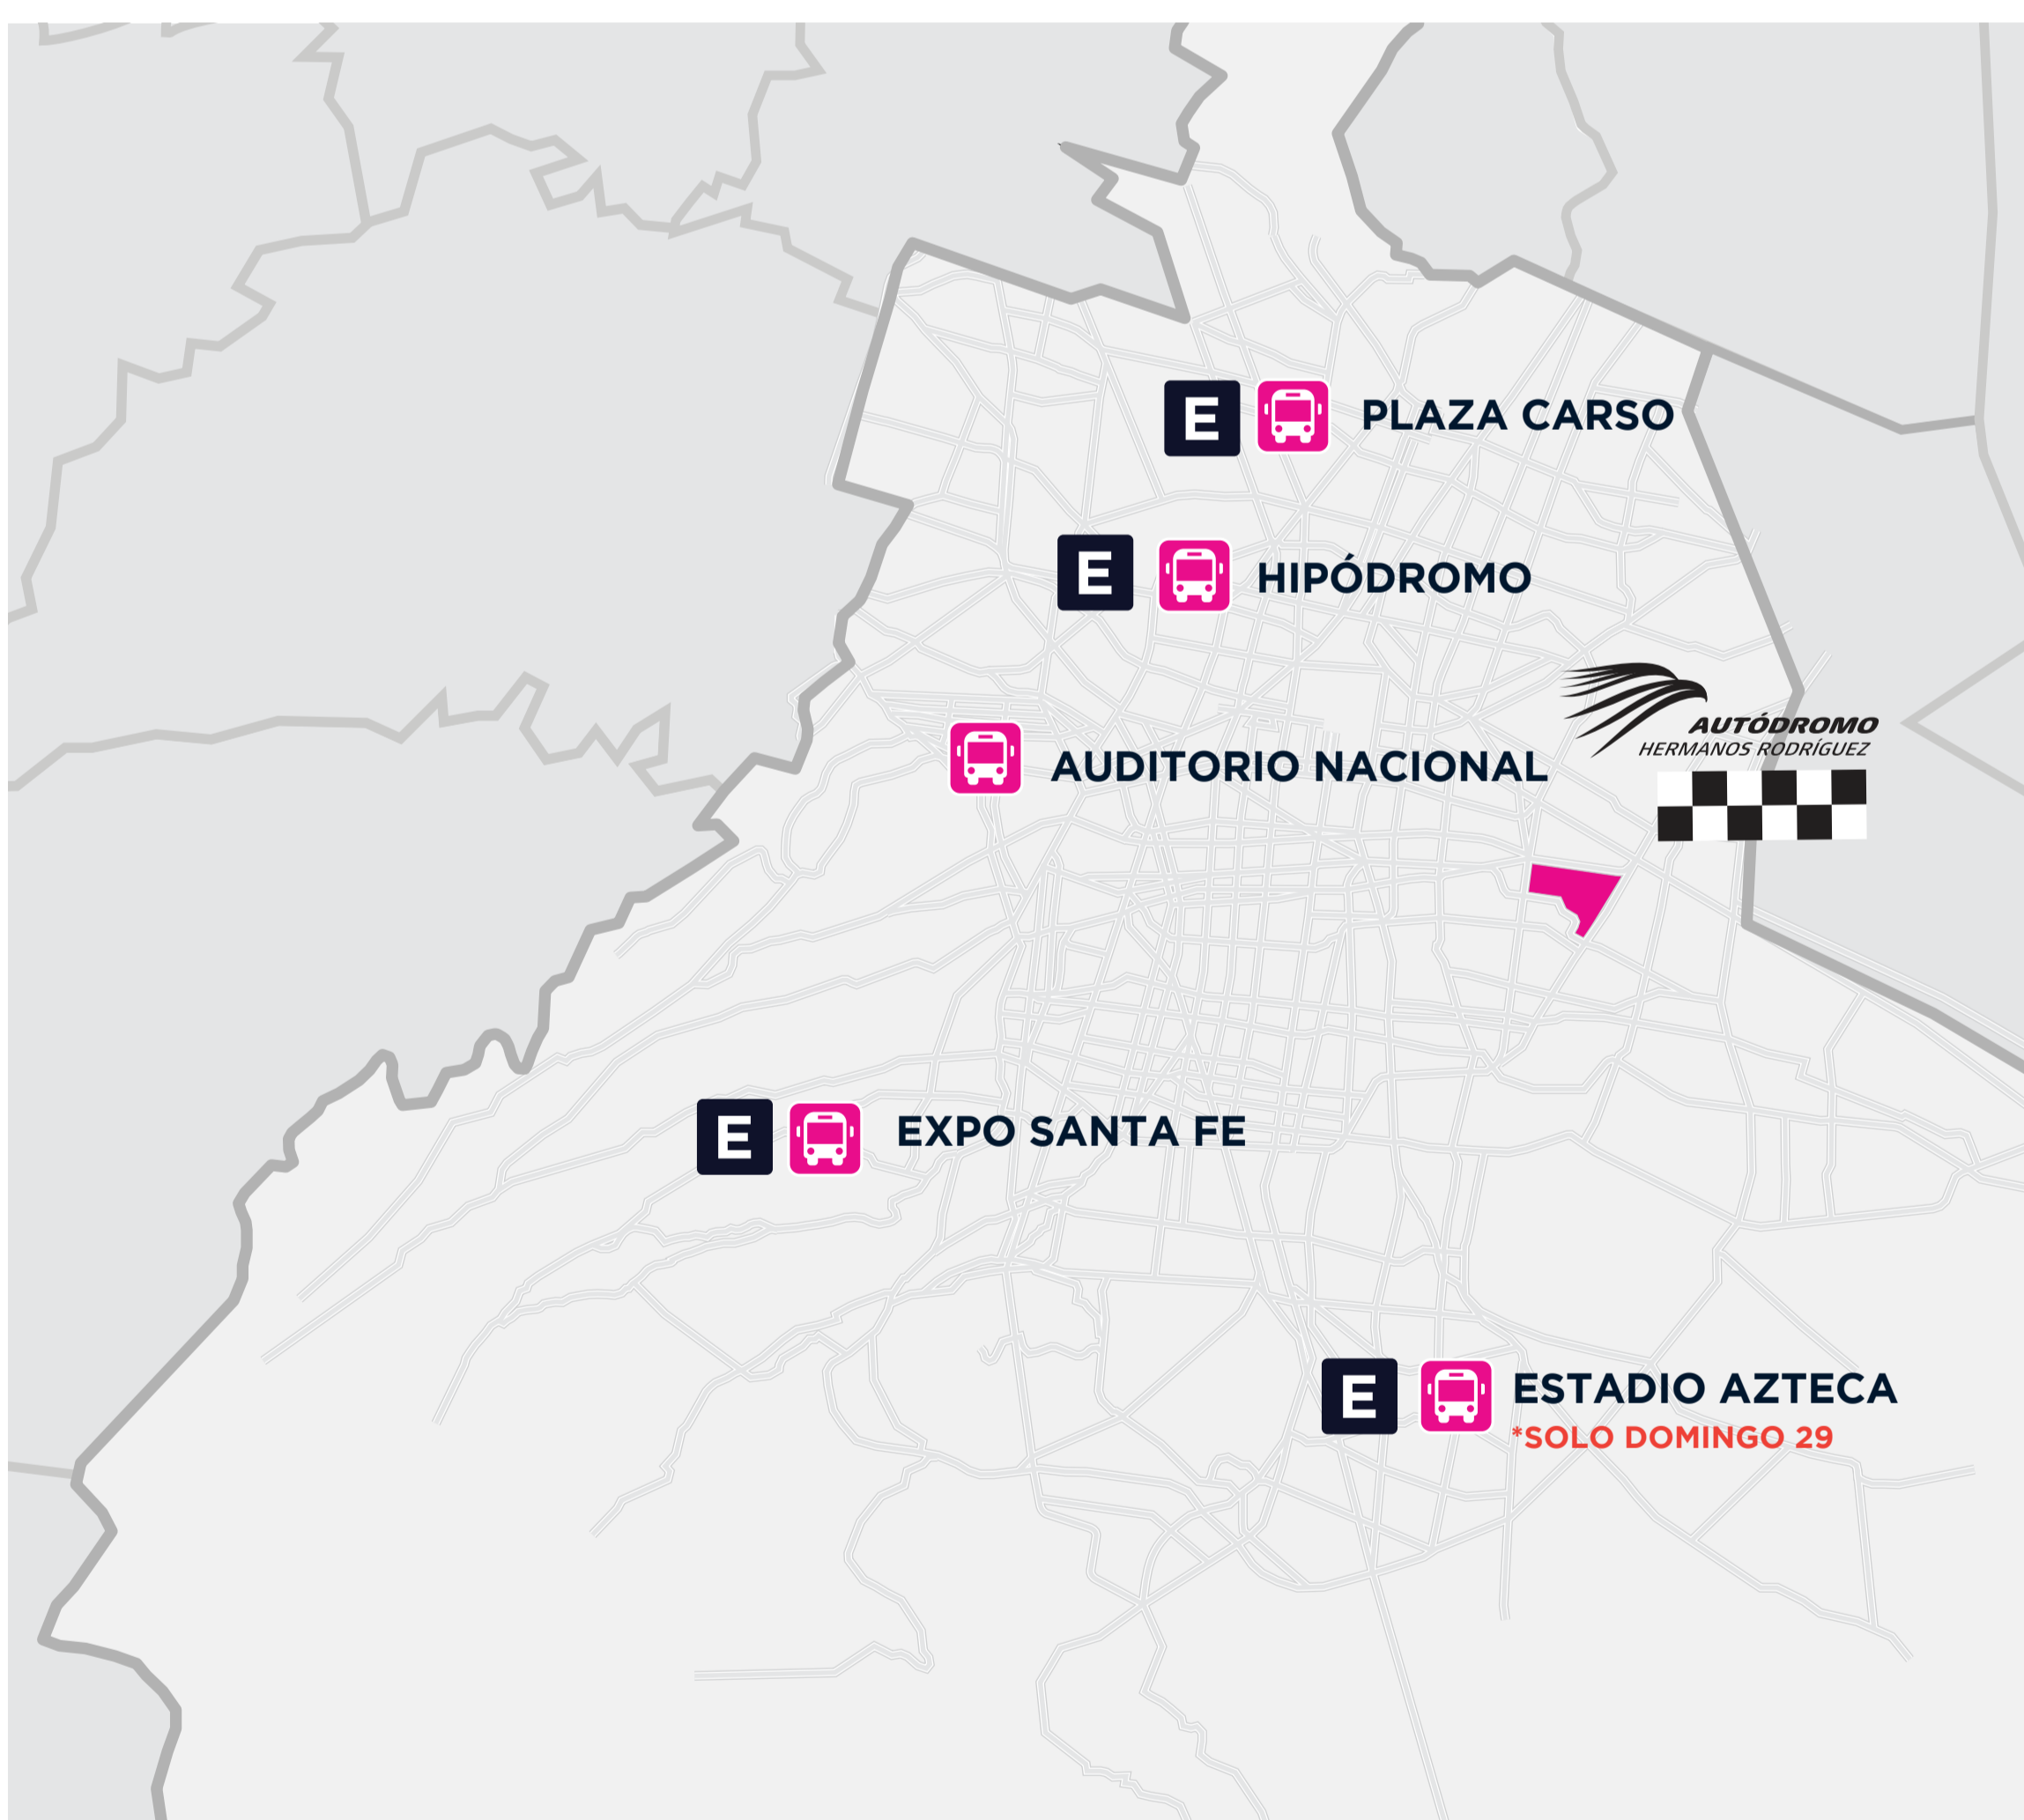 E PLAZA CARSO
E HIPÓDROMO
AUTÓDROMO
HERMANOS RODRÍGUEZ
AUDITORIO NACIONAL
E EXPO SANTA FE
E ESTADIO AZTECA
*SOLO DOMINGO 29